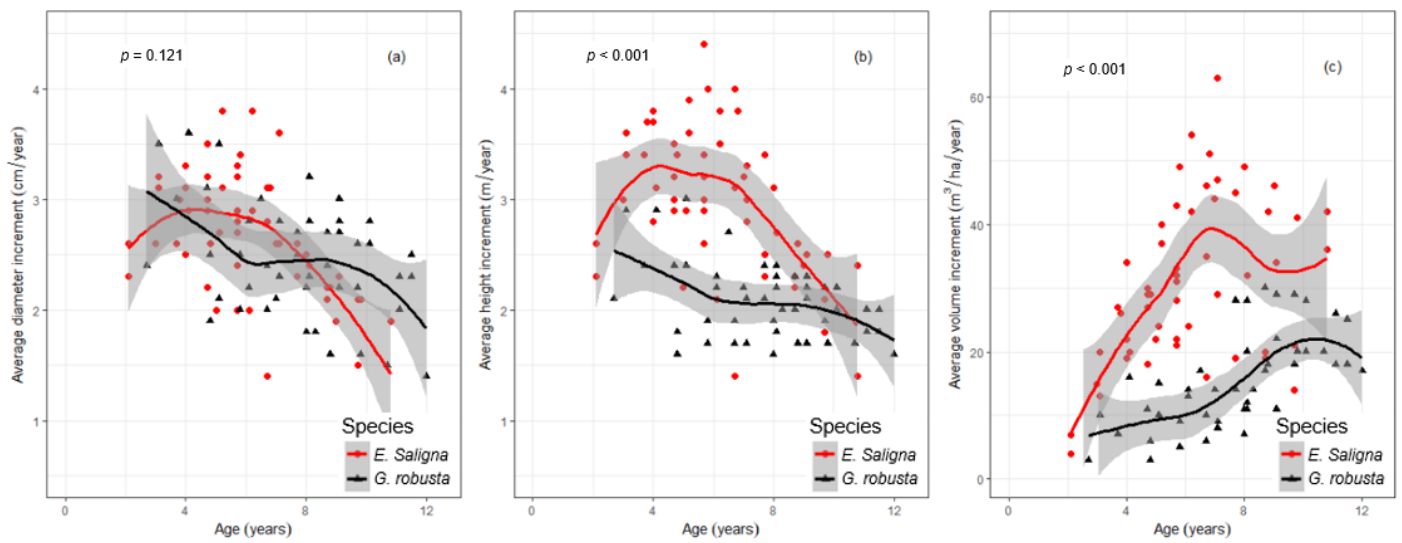 p = 0.121
(a)
4
3
2
1
0
4
8
12
Average diameter increment (cm/year)
Age (years)
Species
E. Saligna
G. robusta
p < 0.001
(b)
4
3
2
1
0
4
8
12
Average height increment (m/year)
Age (years)
Species
E. Saligna
G. robusta
p < 0.001
(c)
60
40
20
0
0
4
8
12
Average volume increment (m³/ha/year)
Age (years)
Species
E. Saligna
G. robusta